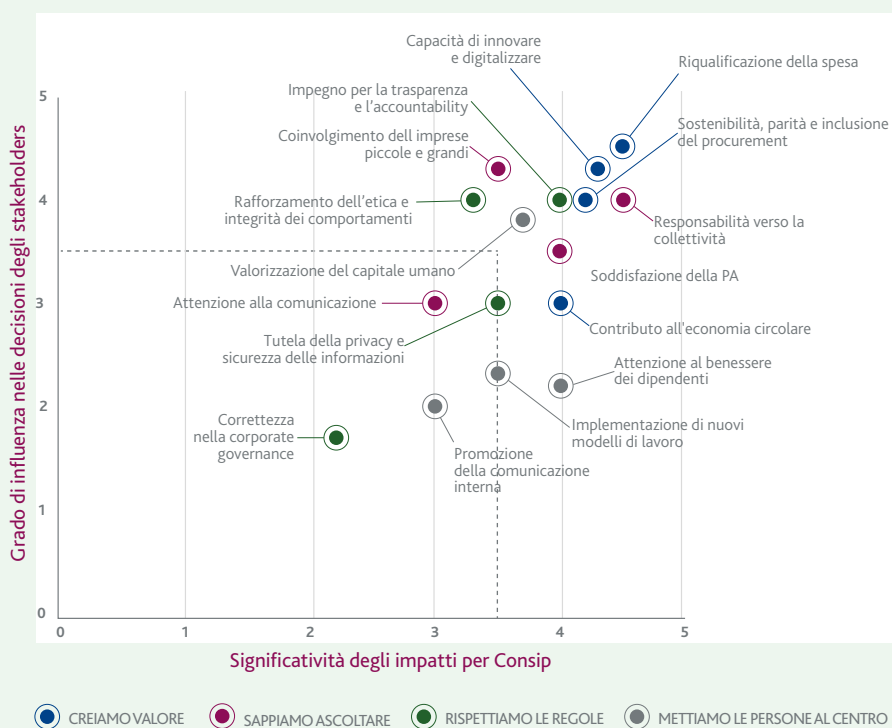 Capacità di innovare
e digitalizzare
Riqualificazione della spesa
Impegno per la trasparenza
e l'accountability
Sostenibilità, parità e inclusione
del procurement
Coinvolgimento dell imprese
piccole e grandi
Rafforzamento dell'etica e
integrità dei comportamenti
Responsabilità verso la
collettività
Valorizzazione del capitale umano
Soddisfazione della PA
Attenzione alla comunicazione
Contributo all'economia circolare
Tutela della privacy e
sicurezza delle informazioni
Attenzione al benessere
dei dipendenti
Correttezza
nella corporate
governance
Implementazione di nuovi
modelli di lavoro
Promozione
della comunicazione
interna
Grado di influenza nelle decisioni degli stakeholders
5
4
3
2
1
0
0 1 2 3 4 5
Significatività degli impatti per Consip
CREIAMO VALORE SAPPIAMO ASCOLTARE RISPETTIAMO LE REGOLE METTIAMO LE PERSONE AL CENTRO